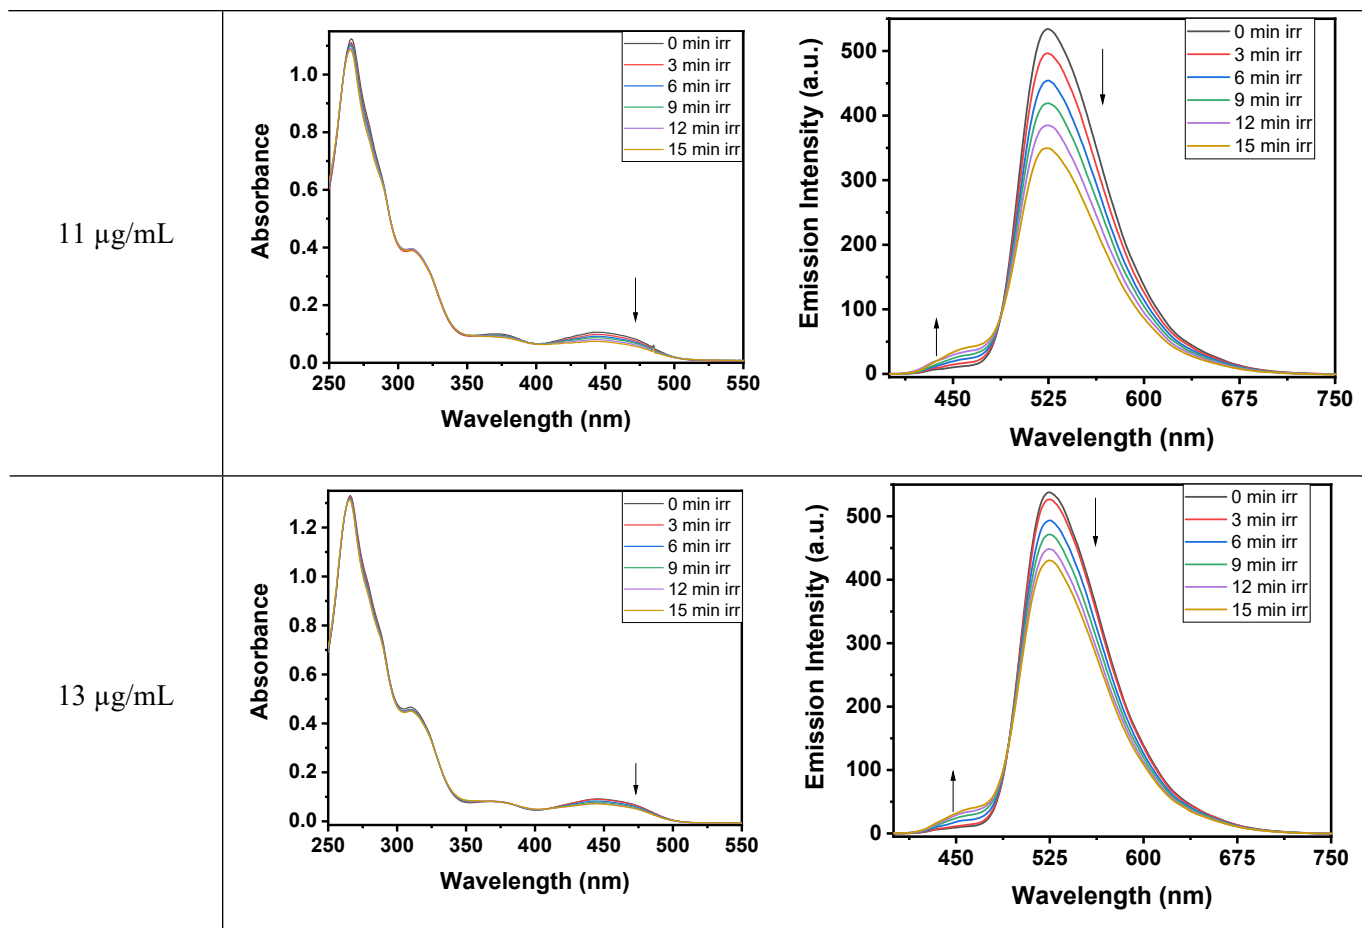 11 µg/mL
Absorbance
1.0
0.8
0.6
0.4
0.2
0.0
250 300 350 400 450 500 550
Wavelength (nm)
0 min irr
3 min irr
6 min irr
9 min irr
12 min irr
15 min irr
Emission Intensity (a.u.)
500
400
300
200
100
0
450 525 600 675 750
Wavelength (nm)
0 min irr
3 min irr
6 min irr
9 min irr
12 min irr
15 min irr
13 µg/mL
Absorbance
1.2
1.0
0.8
0.6
0.4
0.2
0.0
250 300 350 400 450 500 550
Wavelength (nm)
0 min irr
3 min irr
6 min irr
9 min irr
12 min irr
15 min irr
Emission Intensity (a.u.)
500
400
300
200
100
0
450 525 600 675 750
Wavelength (nm)
0 min irr
3 min irr
6 min irr
9 min irr
12 min irr
15 min irr